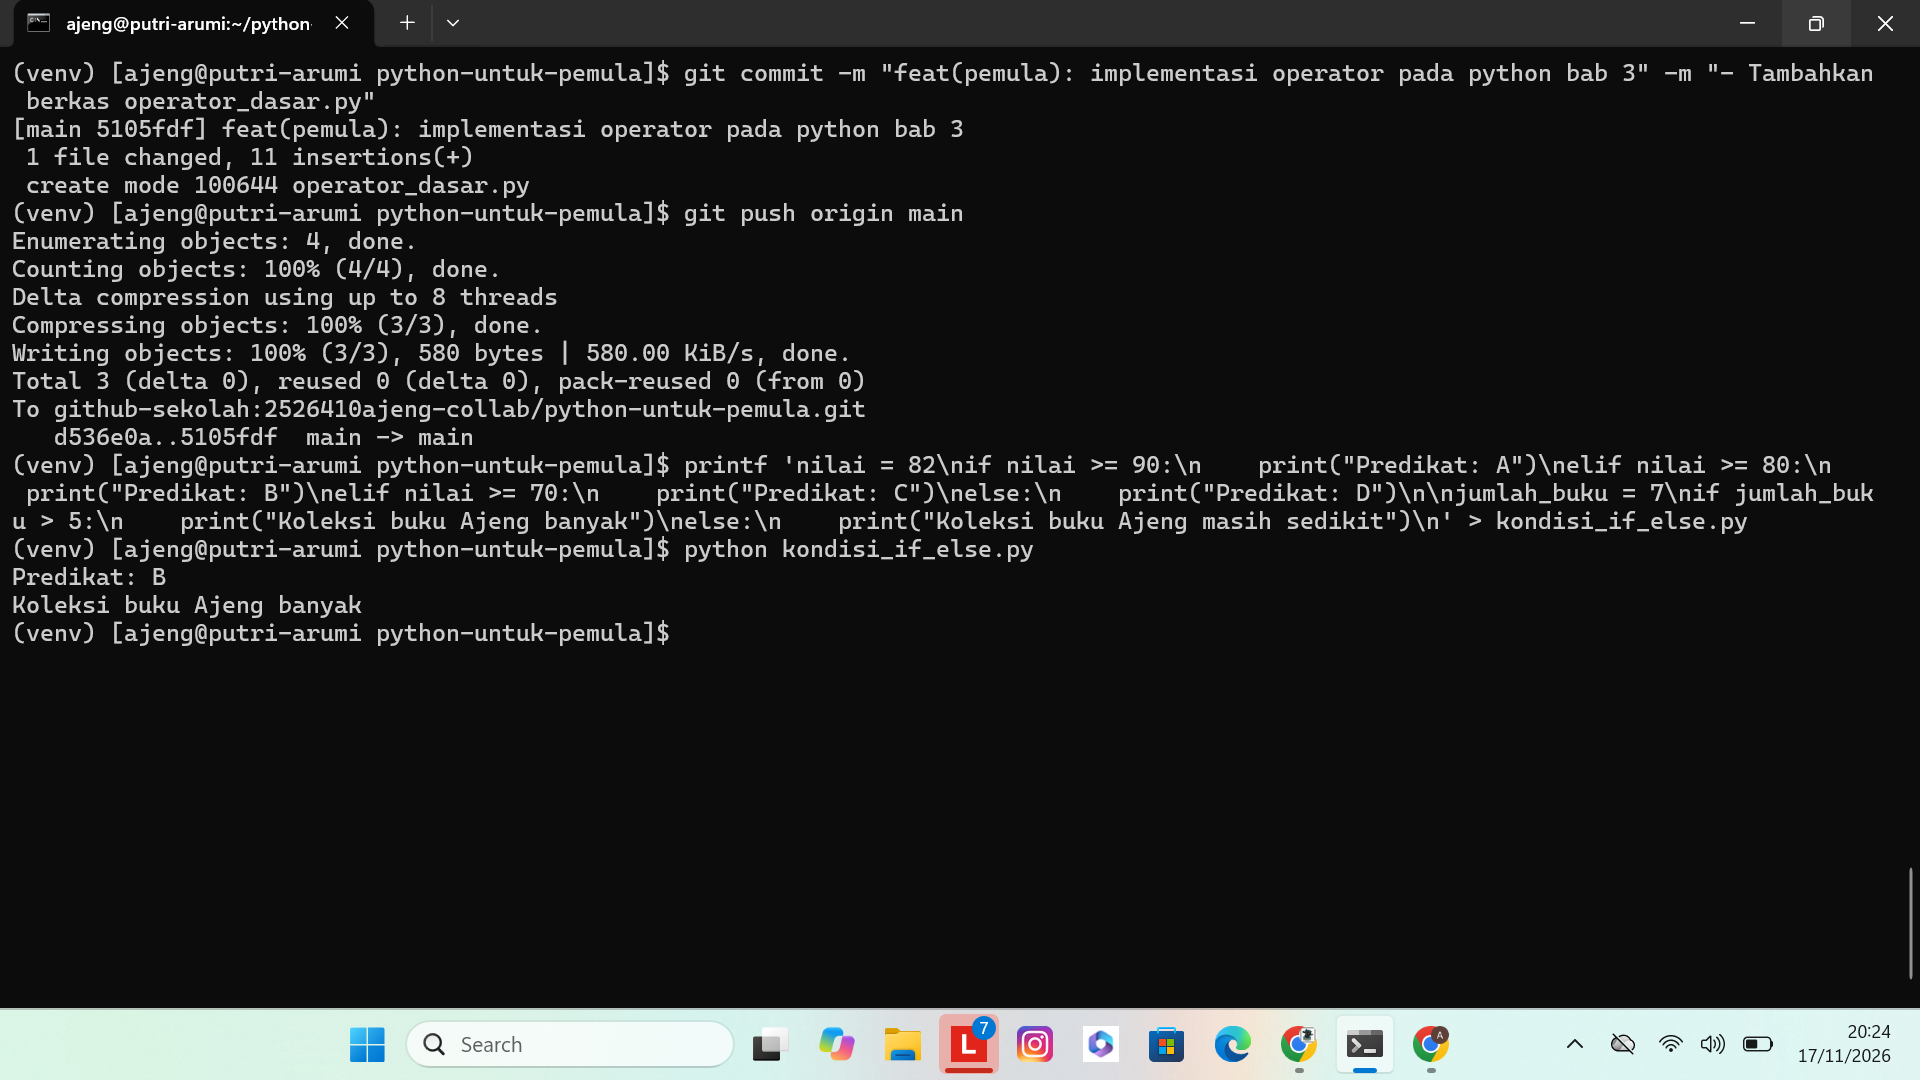 ajeng@putri-arumi:~/python-
(venv) [ajeng@putri-arumi python-untuk-pemula]$ git commit -m "feat(pemula): implementasi operator pada python bab 3" -m "- Tambahkan
 berkas operator_dasar.py"
[main 5105fdf] feat(pemula): implementasi operator pada python bab 3
 1 file changed, 11 insertions(+)
 create mode 100644 operator_dasar.py
(venv) [ajeng@putri-arumi python-untuk-pemula]$ git push origin main
Enumerating objects: 4, done.
Counting objects: 100% (4/4), done.
Delta compression using up to 8 threads
Compressing objects: 100% (3/3), done.
Writing objects: 100% (3/3), 580 bytes | 580.00 KiB/s, done.
Total 3 (delta 0), reused 0 (delta 0), pack-reused 0 (from 0)
To github-sekolah:2526410ajeng-collab/python-untuk-pemula.git
   d536e0a..5105fdf  main -> main
(venv) [ajeng@putri-arumi python-untuk-pemula]$ printf 'nilai = 82\nif nilai >= 90:\n    print("Predikat: A")\nelif nilai >= 80:\n
 print("Predikat: B")\nelif nilai >= 70:\n    print("Predikat: C")\nelse:\n    print("Predikat: D")\n\njumlah_buku = 7\nif jumlah_buk
u > 5:\n    print("Koleksi buku Ajeng banyak")\nelse:\n    print("Koleksi buku Ajeng masih sedikit")\n' > kondisi_if_else.py
(venv) [ajeng@putri-arumi python-untuk-pemula]$ python kondisi_if_else.py
Predikat: B
Koleksi buku Ajeng banyak
(venv) [ajeng@putri-arumi python-untuk-pemula]$
Search
L
7
A
20:24
17/11/2026